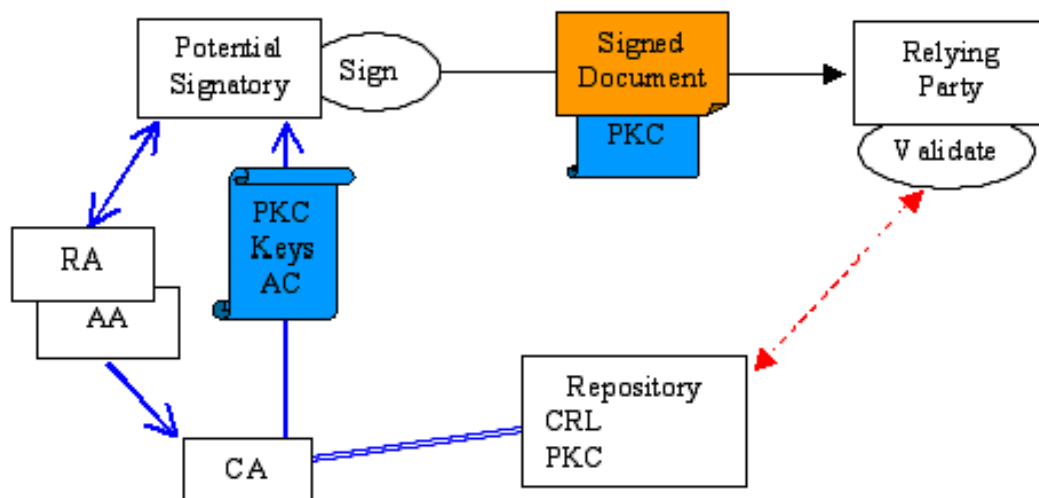 Potential
Signatory
Sign
Signed
Document
PKC
Relying
Party
Validate
RA
AA
PKC
Keys
AC
CA
Repository
CRL
PKC